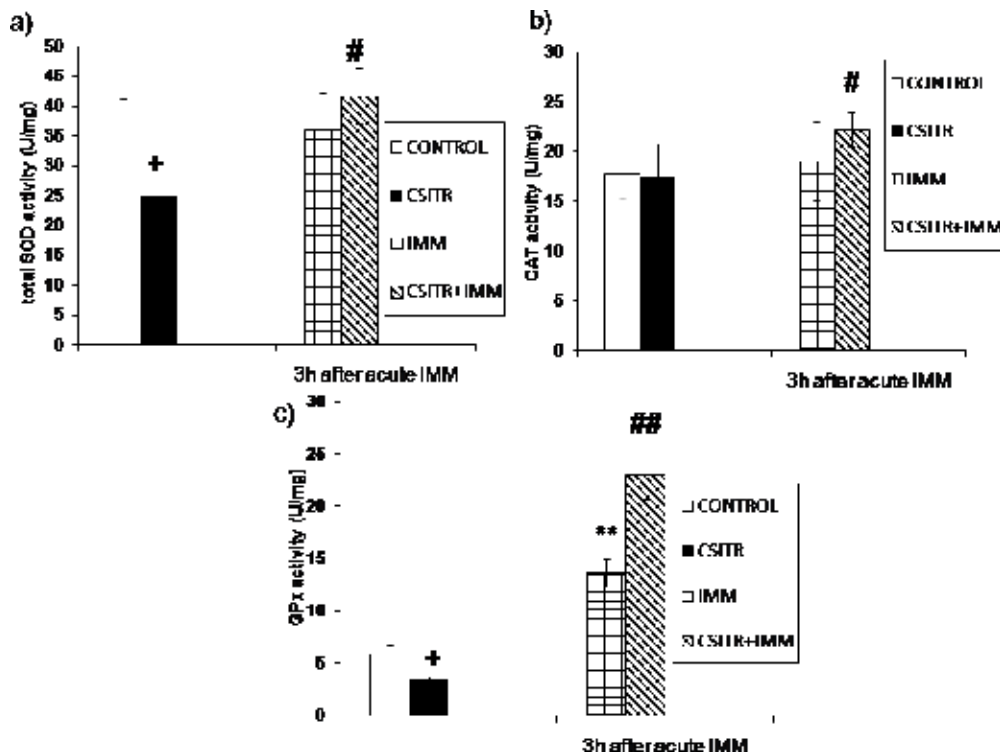 a)
50
45
40
35
30
25
20
15
10
5
0
total SOD activity (U/mg)
+
#
CONTROL
CSITR
IMM
CSITR+IMM
3h after acute IMM
b)
30
25
20
15
10
5
0
CAT activity (U/mg)
#
CONTROL
CSITR
IMM
CSITR+IMM
3h after acute IMM
c)
30
25
20
15
10
5
0
GPx activity (U/mg)
+
**
##
CONTROL
CSITR
IMM
CSITR+IMM
3h after acute IMM